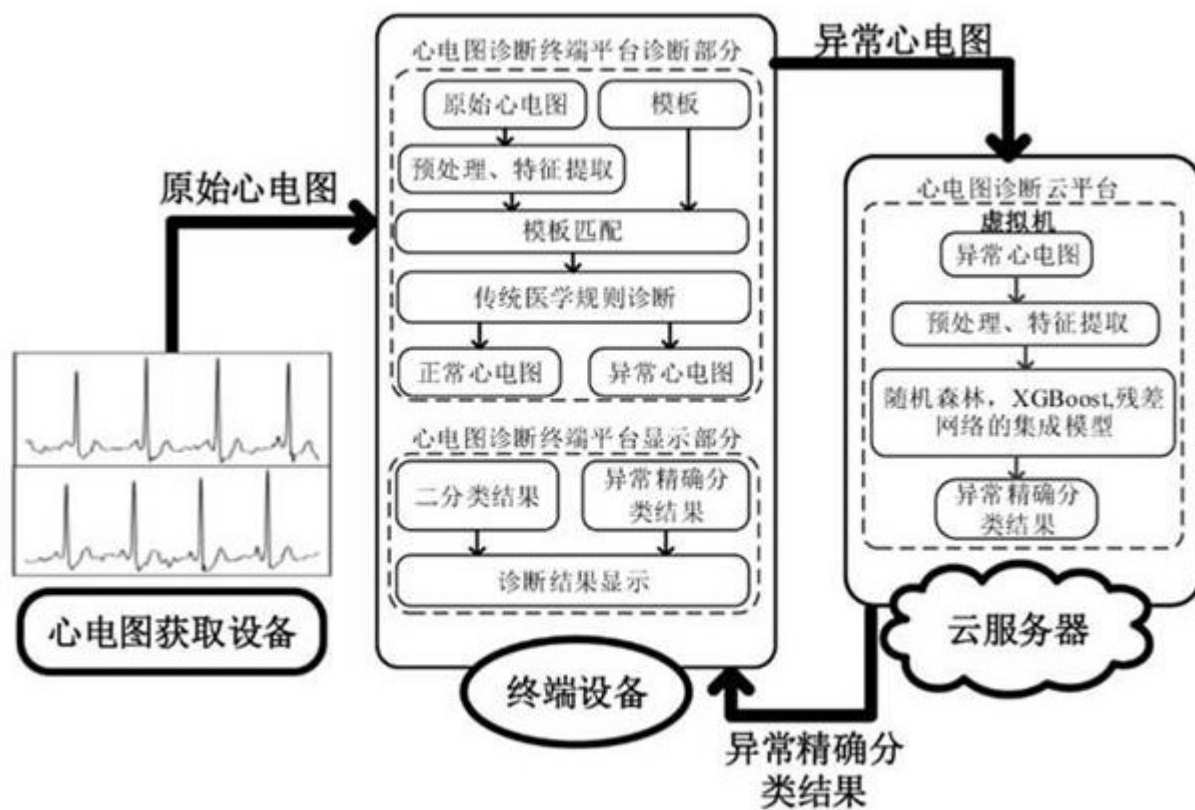 原始心电图
心电图获取设备
心电图诊断终端平台诊断部分
原始心电图
模板
预处理、特征提取
模板匹配
传统医学规则诊断
正常心电图
异常心电图
心电图诊断终端平台显示部分
二分类结果
异常精确分
类结果
诊断结果显示
终端设备
异常心电图
心电图诊断云平台
虚拟机
异常心电图
预处理、特征提取
随机森林，XGBoost,残差
网络的集成模型
异常精确分
类结果
云服务器
异常精确分
类结果